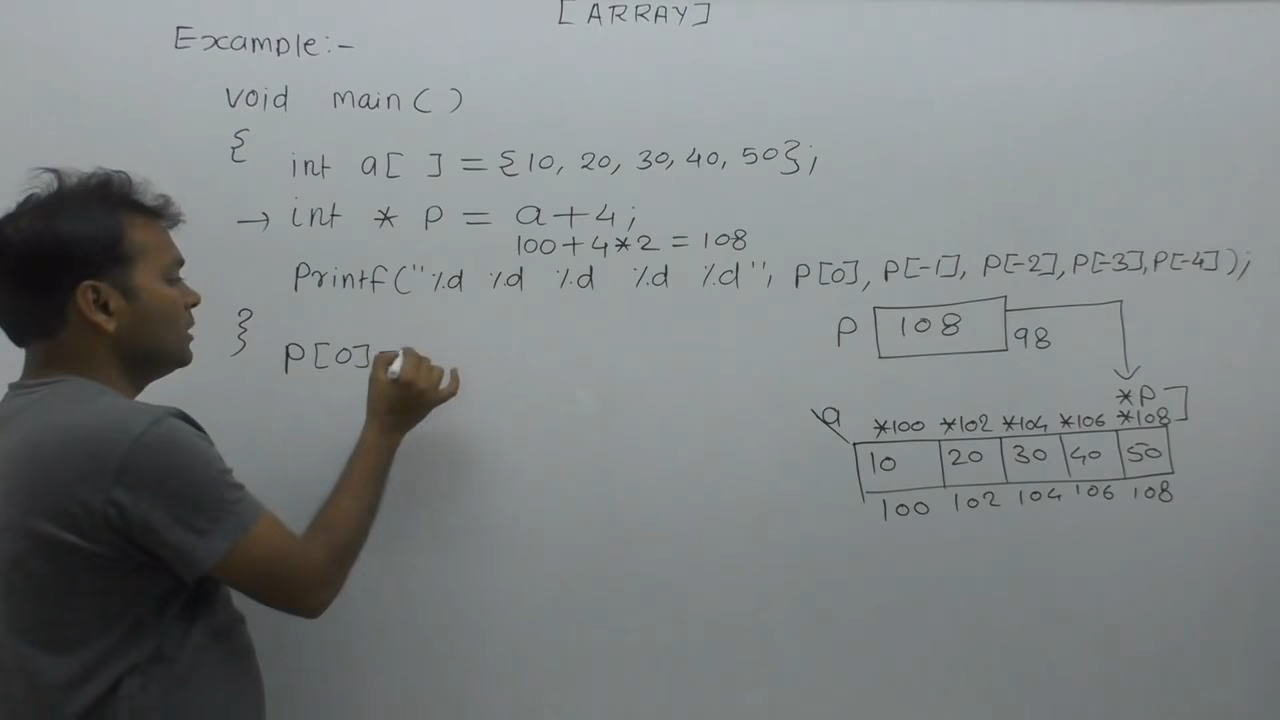 [ARRAY]
Example:-
void main()
{
int a[ ] = {10, 20, 30, 40, 50};
→ int * P = a+4;
100+4*2 = 108
Printf("%d %d %d %d %d", P[0], P[-1], P[-2], P[-3], P[-4]);
}
P 108 98
P[0]
*P
a *100 *102 *104 *106 *108
10 20 30 40 50
100 102 104 106 108